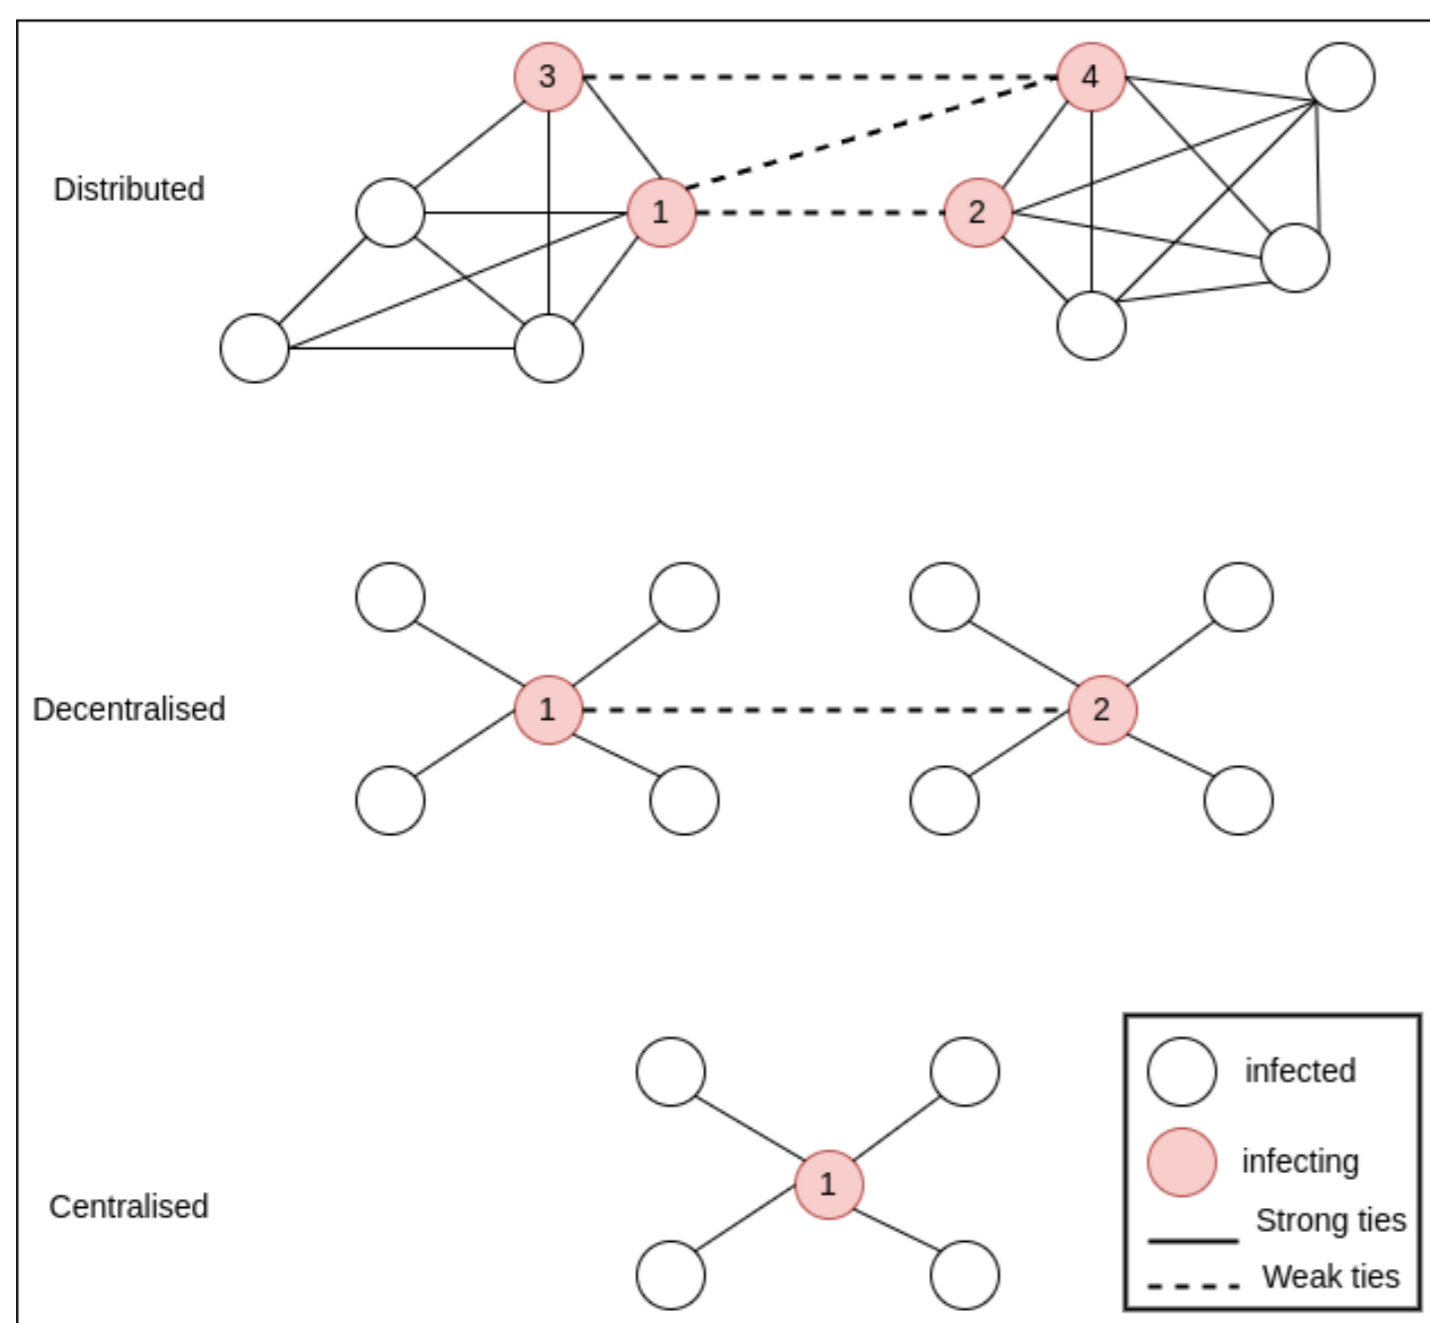 3
4
Distributed
1
2
Decentralised
1
2
Centralised
1
infected
infecting
Strong ties
Weak ties